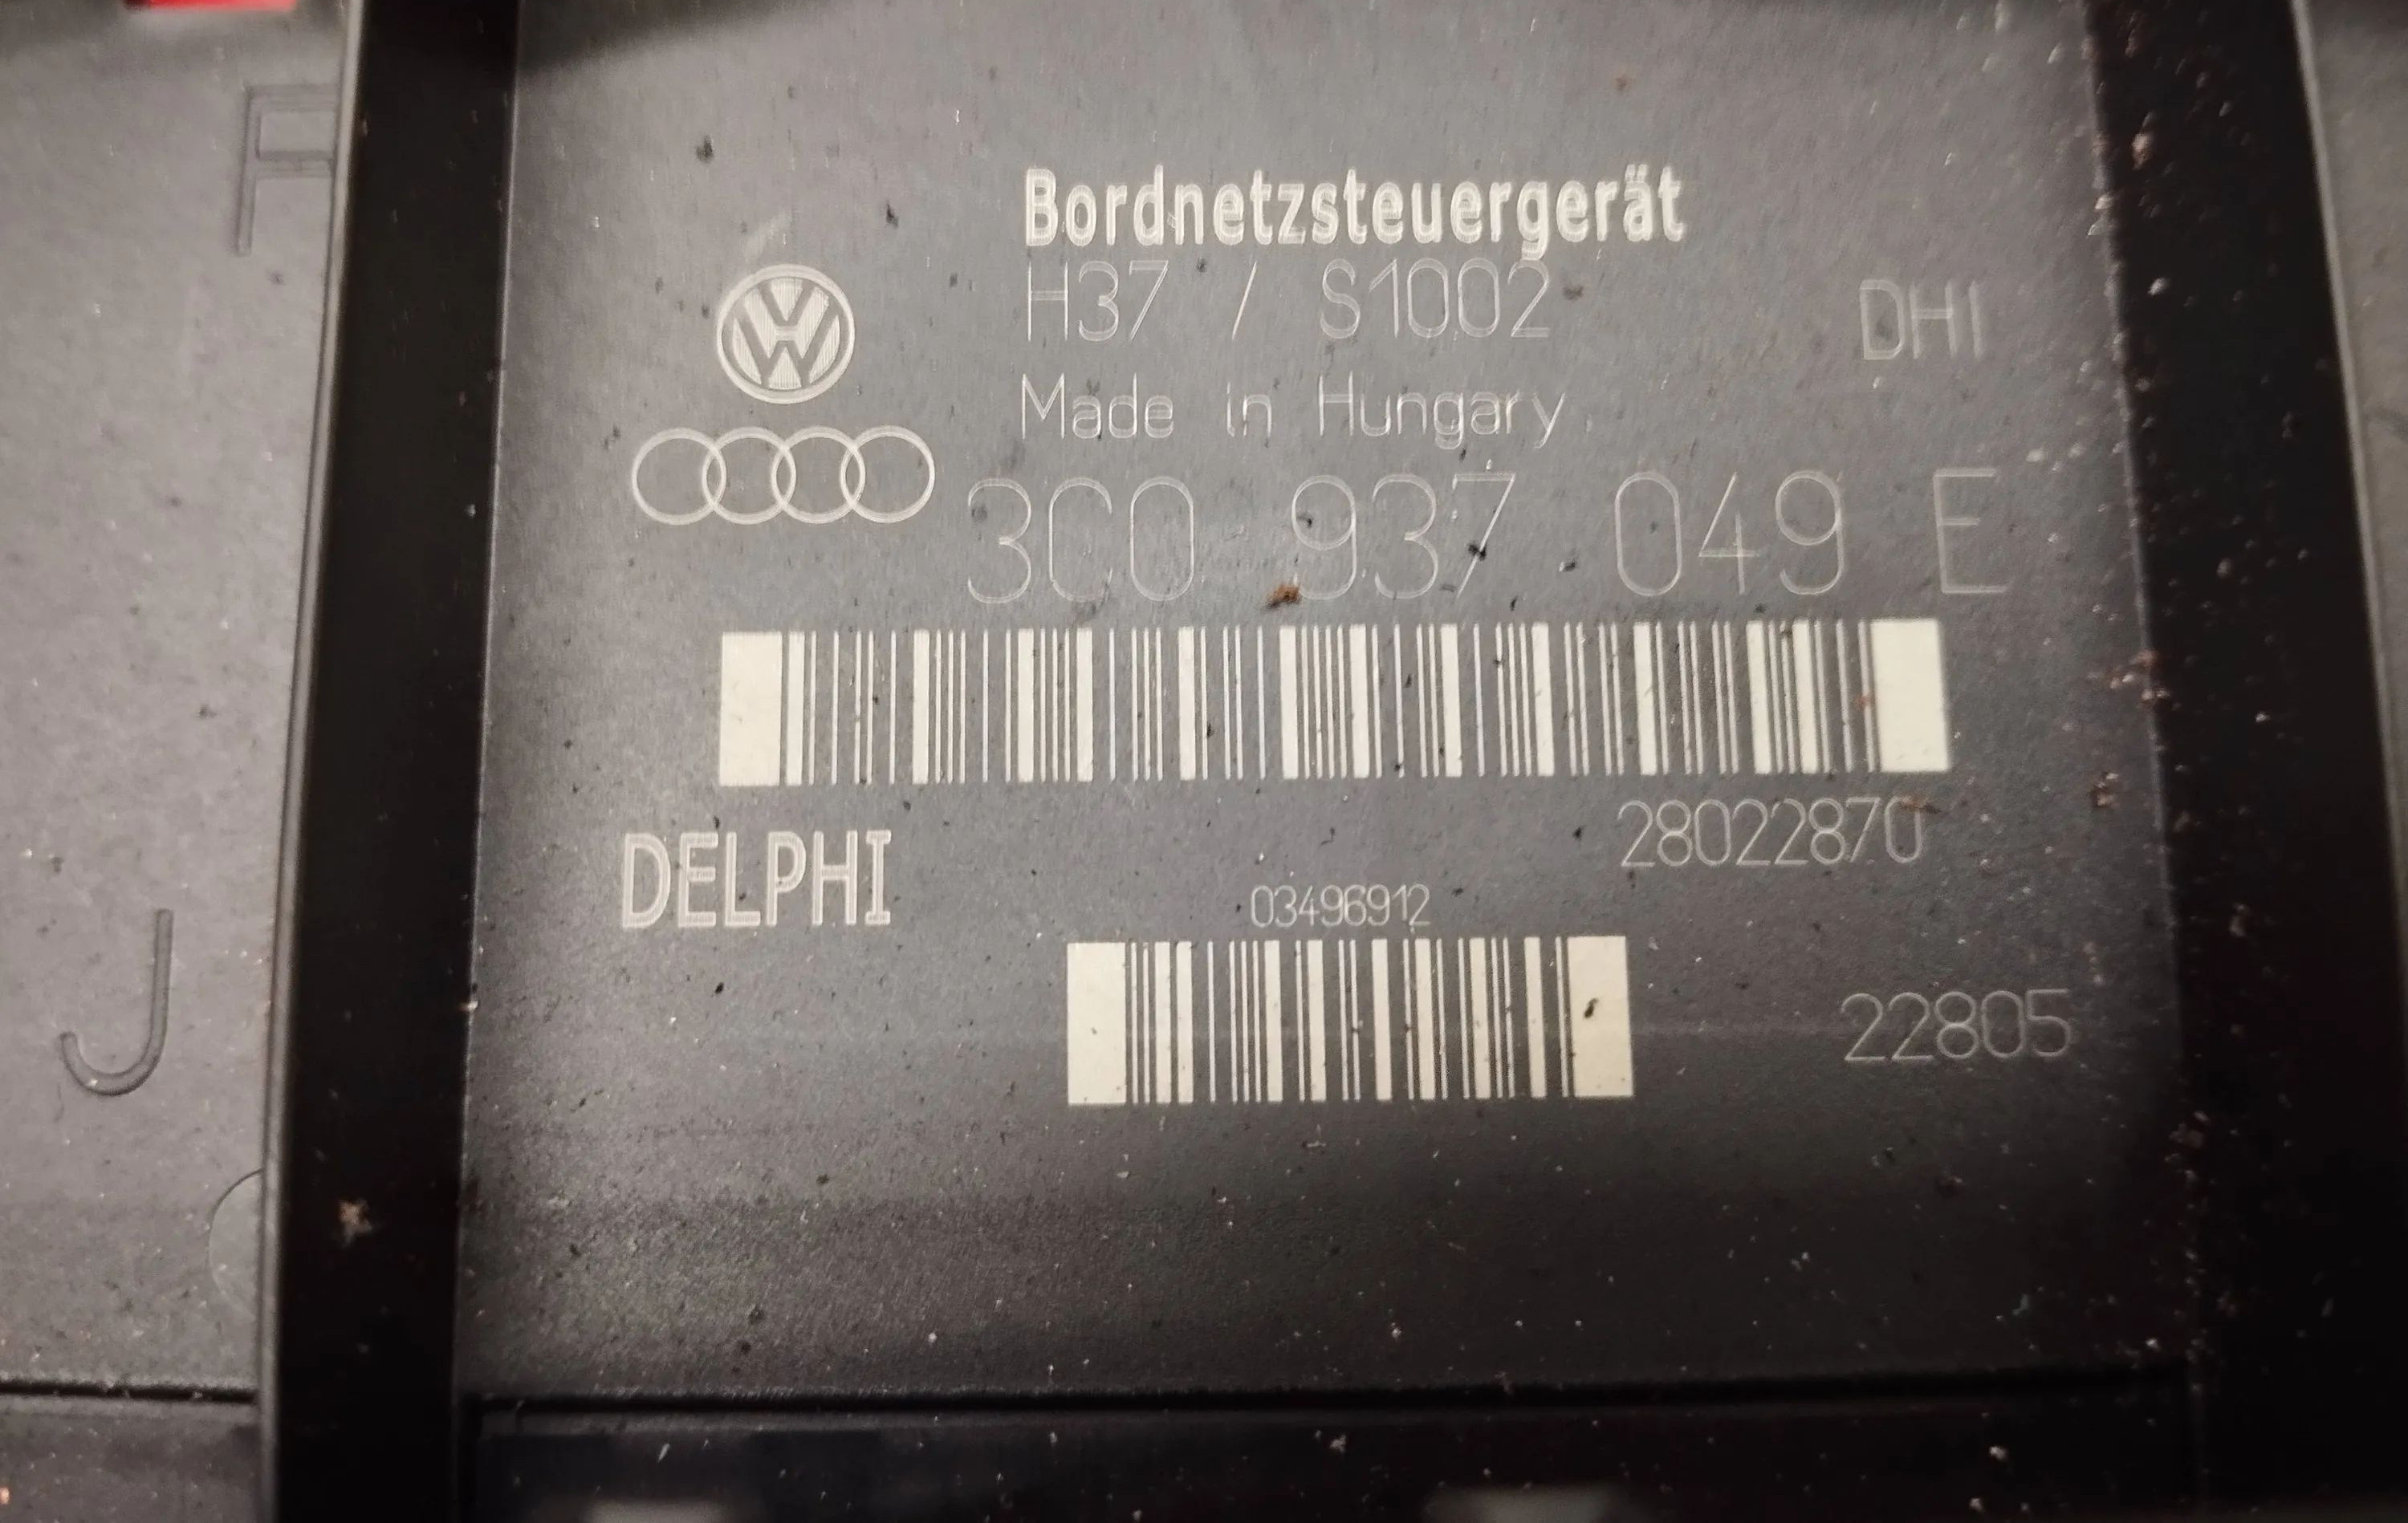 F
Bordnetzsteuergerät
H37 / S1002
DHI
Made in Hungary
3C0 937 049 E
28022870
DELPHI
03496912
22805
J